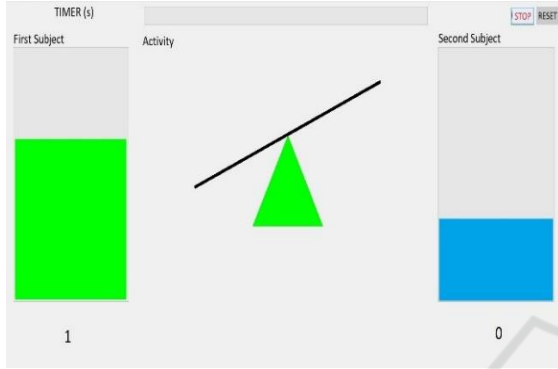 TIMER (s)
STOP RESET
First Subject
Activity
Second Subject
1
0